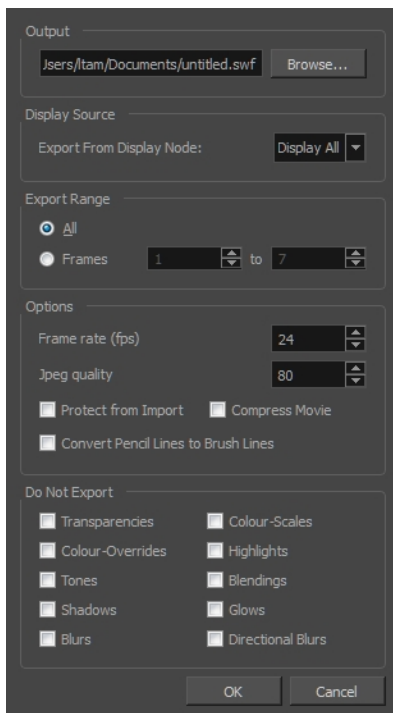 Output
Jsers/ltam/Documents/untitled.swf Browse...
Display Source
Export From Display Node: Display All
Export Range
All
Frames 1 to 7
Options
Frame rate (fps) 24
Jpeg quality 80
Protect from Import Compress Movie
Convert Pencil Lines to Brush Lines
Do Not Export
Transparencies Colour-Scales
Colour-Overrides Highlights
Tones Blendings
Shadows Glows
Blurs Directional Blurs
OK Cancel